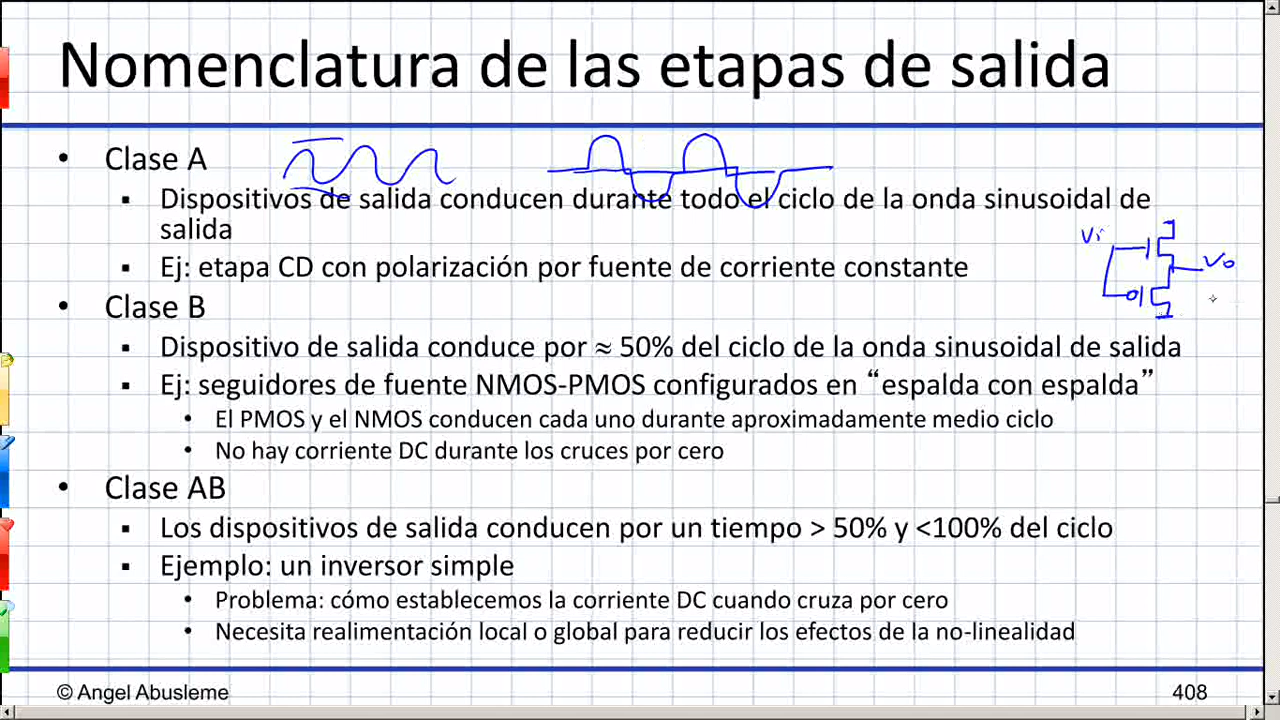 Nomenclatura de las etapas de salida
• Clase A
▪ Dispositivos de salida conducen durante todo el ciclo de la onda sinusoidal de
salida
▪ Ej: etapa CD con polarización por fuente de corriente constante
Vi
Vo
• Clase B
▪ Dispositivo de salida conduce por ≈ 50% del ciclo de la onda sinusoidal de salida
▪ Ej: seguidores de fuente NMOS-PMOS configurados en “espalda con espalda”
• El PMOS y el NMOS conducen cada uno durante aproximadamente medio ciclo
• No hay corriente DC durante los cruces por cero
• Clase AB
▪ Los dispositivos de salida conducen por un tiempo > 50% y <100% del ciclo
▪ Ejemplo: un inversor simple
• Problema: cómo establecemos la corriente DC cuando cruza por cero
• Necesita realimentación local o global para reducir los efectos de la no-linealidad
© Angel Abusleme
408